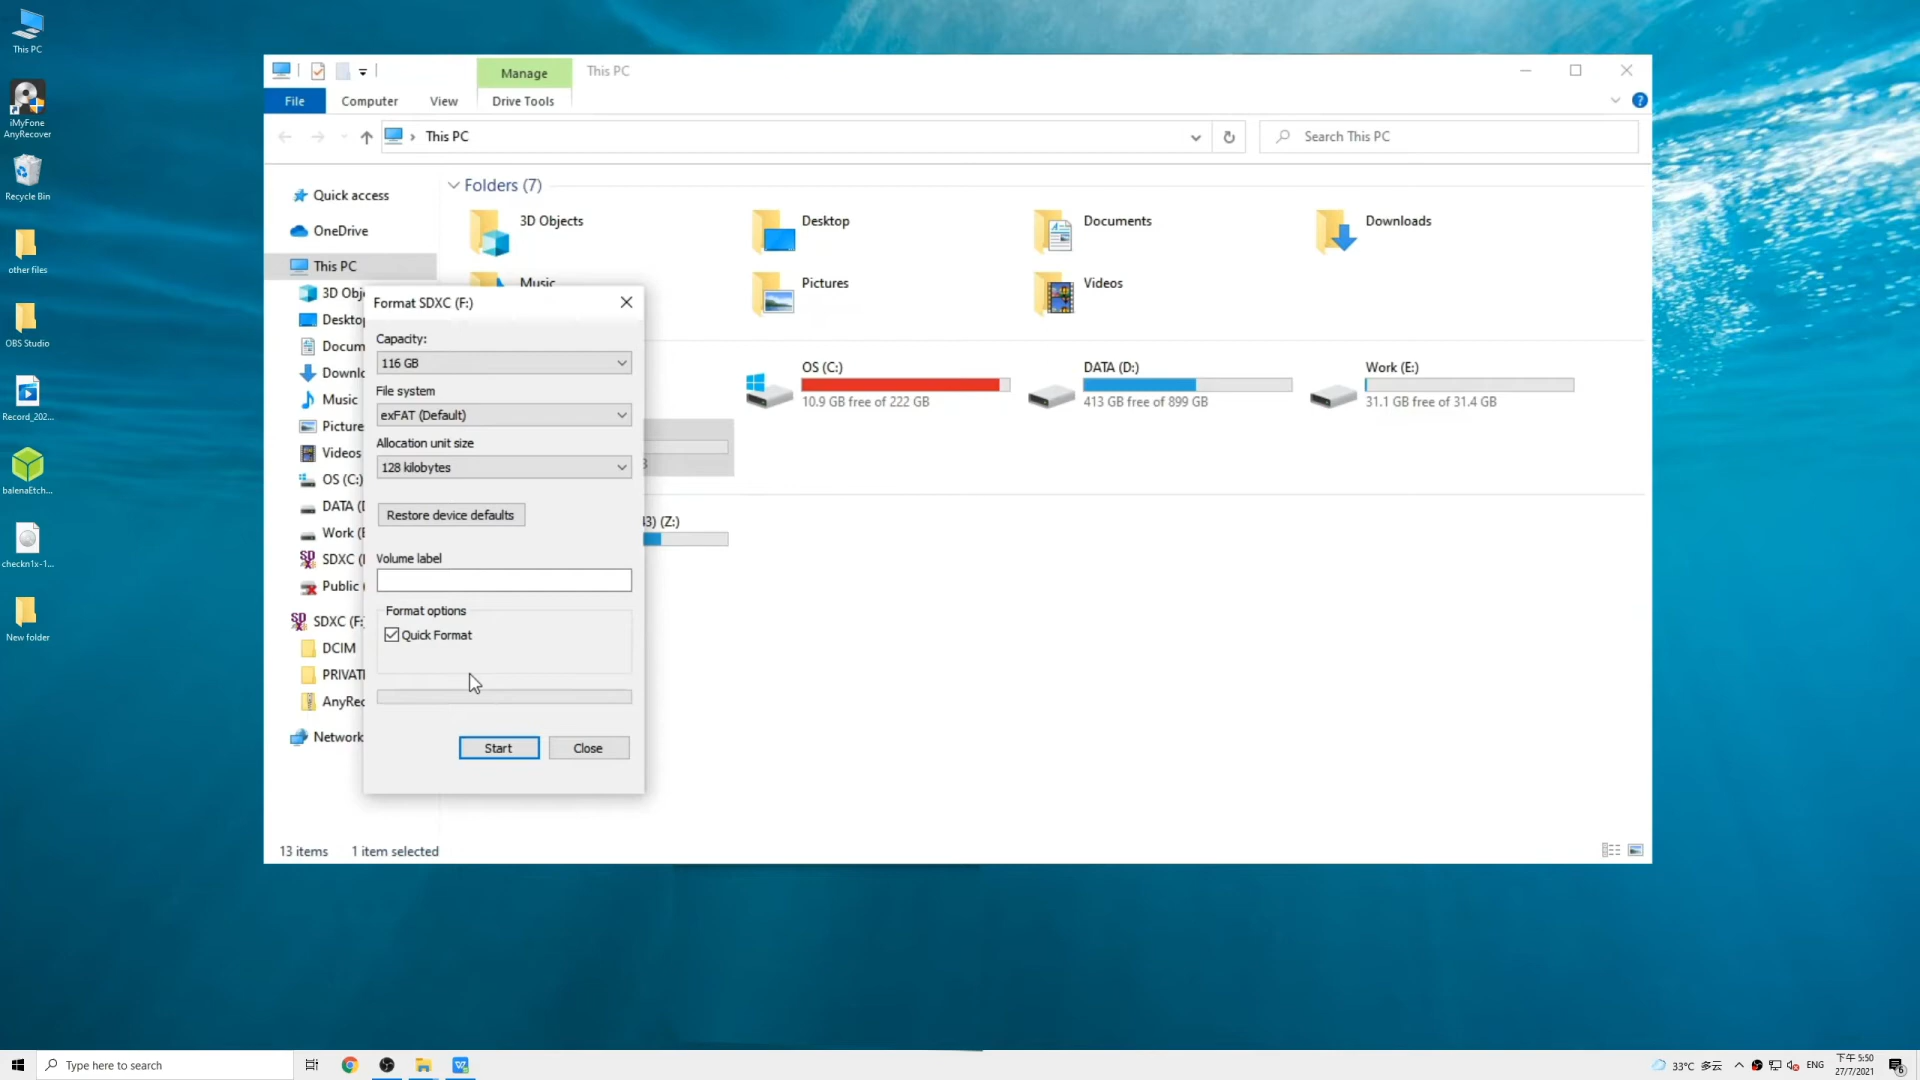 This PC
iMyFone
AnyRecover
Recycle Bin
other files
OBS Studio
Record_202...
balenaEtch...
checkn1x-1...
New folder
Manage
This PC
File
Computer
View
Drive Tools
This PC
Search This PC
Quick access
OneDrive
This PC
3D Obj
Desktop
Docum
Downlo
Music
Picture
Videos
OS (C:)
DATA (D
Work (E
SDXC (
Public (
SDXC (F:
DCIM
PRIVAT
AnyRec
Network
Folders (7)
3D Objects
Desktop
Documents
Downloads
Music
Pictures
Videos
OS (C:)
10.9 GB free of 222 GB
DATA (D:)
413 GB free of 899 GB
Work (E:)
31.1 GB free of 31.4 GB
3) (Z:)
Format SDXC (F:)
Capacity:
116 GB
File system
exFAT (Default)
Allocation unit size
128 kilobytes
Restore device defaults
Volume label
Format options
Quick Format
Start
Close
13 items
1 item selected
Type here to search
33°C 多云
ENG
下午 5:50
27/7/2021
6